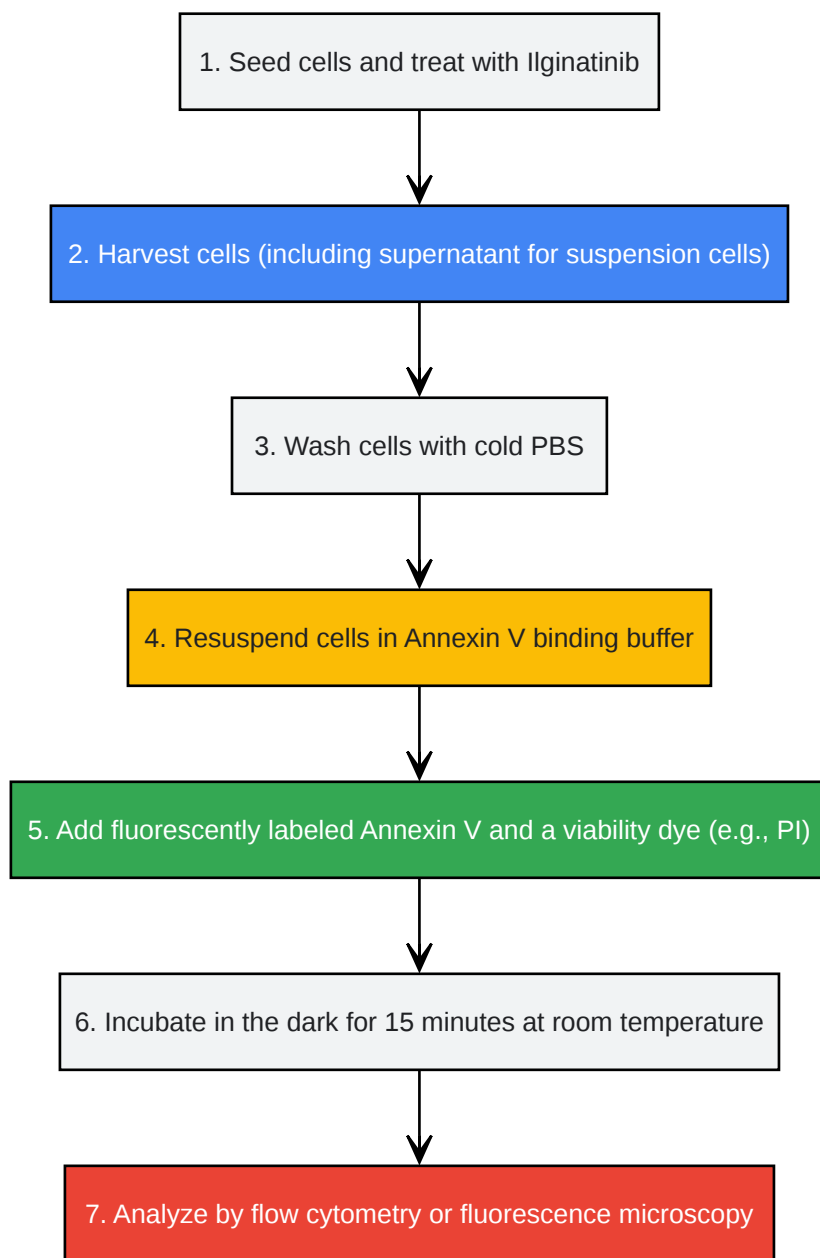 1. Seed cells and treat with Ilginatinib
2. Harvest cells (including supernatant for suspension cells)
3. Wash cells with cold PBS
4. Resuspend cells in Annexin V binding buffer
5. Add fluorescently labeled Annexin V and a viability dye (e.g., PI)
6. Incubate in the dark for 15 minutes at room temperature
7. Analyze by flow cytometry or fluorescence microscopy